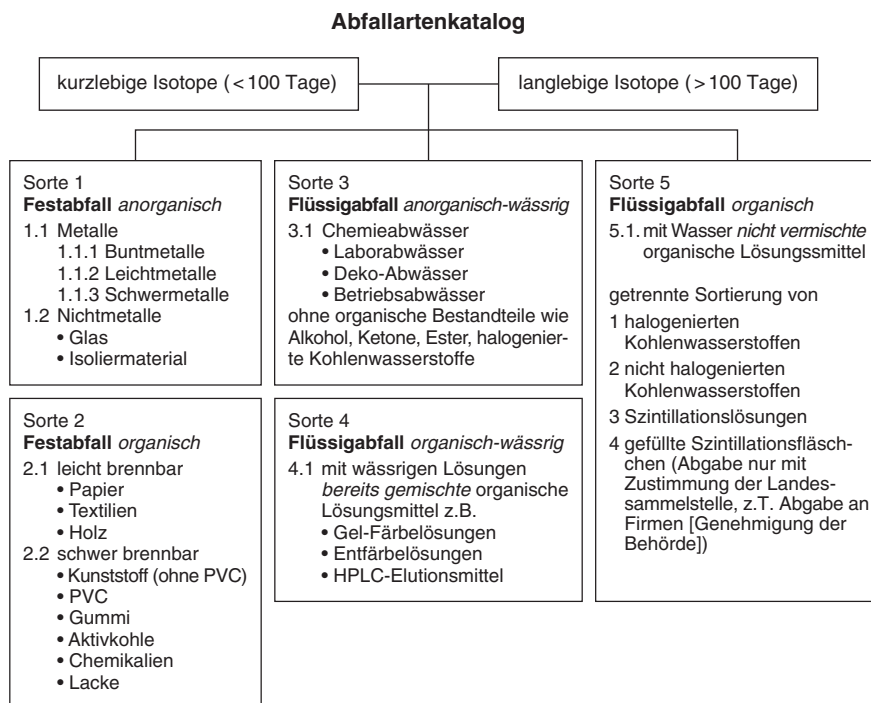 Abfallartenkatalog
kurzlebige Isotope (<100 Tage)
langlebige Isotope (>100 Tage)
Sorte 1
Festabfall anorganisch
1.1 Metalle
1.1.1 Buntmetalle
1.1.2 Leichtmetalle
1.1.3 Schwermetalle
1.2 Nichtmetalle
• Glas
• Isoliermaterial
Sorte 2
Festabfall organisch
2.1 leicht brennbar
• Papier
• Textilien
• Holz
2.2 schwer brennbar
• Kunststoff (ohne PVC)
• PVC
• Gummi
• Aktivkohle
• Chemikalien
• Lacke
Sorte 3
Flüssigabfall anorganisch-wässrig
3.1 Chemieabwässer
• Laborabwässer
• Deko-Abwässer
• Betriebsabwässer
ohne organische Bestandteile wie
Alkohol, Ketone, Ester, halogenier-
te Kohlenwasserstoffe
Sorte 4
Flüssigabfall organisch-wässrig
4.1 mit wässrigen Lösungen
bereits gemischte organische
Lösungsmittel z.B.
• Gel-Färbelösungen
• Entfärbelösungen
• HPLC-Elutionsmittel
Sorte 5
Flüssigabfall organisch
5.1. mit Wasser nicht vermischte
organische Lösungssmittel
getrennte Sortierung von
1 halogenierten
Kohlenwasserstoffen
2 nicht halogenierten
Kohlenwasserstoffen
3 Szintillationslösungen
4 gefüllte Szintillationsfläsch-
chen (Abgabe nur mit
Zustimmung der Landes-
sammelstelle, z.T. Abgabe an
Firmen [Genehmigung der
Behörde])